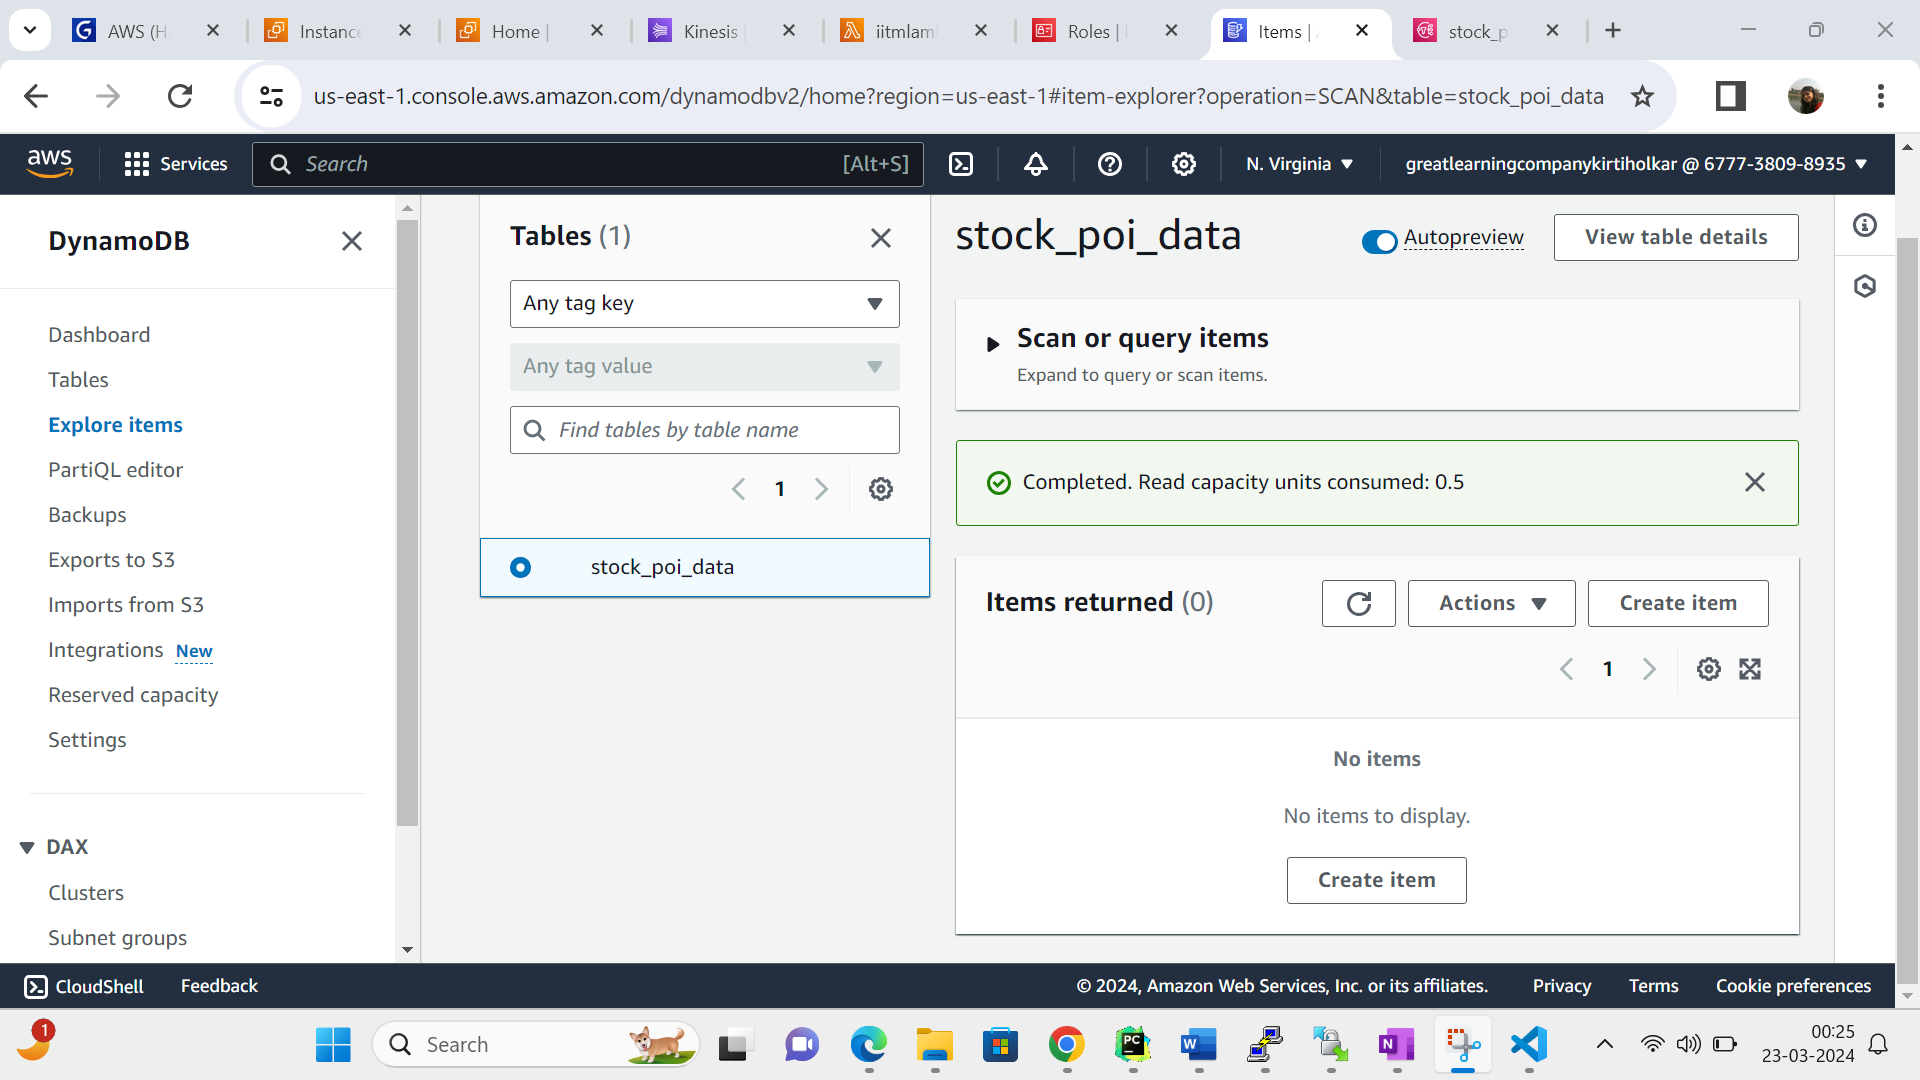 AWS (H
Instance
Home |
Kinesis
iitmlam
Roles |
Items |
stock_p
us-east-1.console.aws.amazon.com/dynamodbv2/home?region=us-east-1#item-explorer?operation=SCAN&table=stock_poi_data
aws
Services
Search
[Alt+S]
N. Virginia
greatlearningcompanykirtiholkar @ 6777-3809-8935
DynamoDB
Dashboard
Tables
Explore items
PartiQL editor
Backups
Exports to S3
Imports from S3
Integrations New
Reserved capacity
Settings
DAX
Clusters
Subnet groups
Tables (1)
Any tag key
Any tag value
Find tables by table name
1
stock_poi_data
stock_poi_data
Autopreview
View table details
Scan or query items
Expand to query or scan items.
Completed. Read capacity units consumed: 0.5
Items returned (0)
Actions
Create item
1
No items
No items to display.
Create item
CloudShell
Feedback
© 2024, Amazon Web Services, Inc. or its affiliates.
Privacy
Terms
Cookie preferences
1
Search
PC
W
N
00:25
23-03-2024